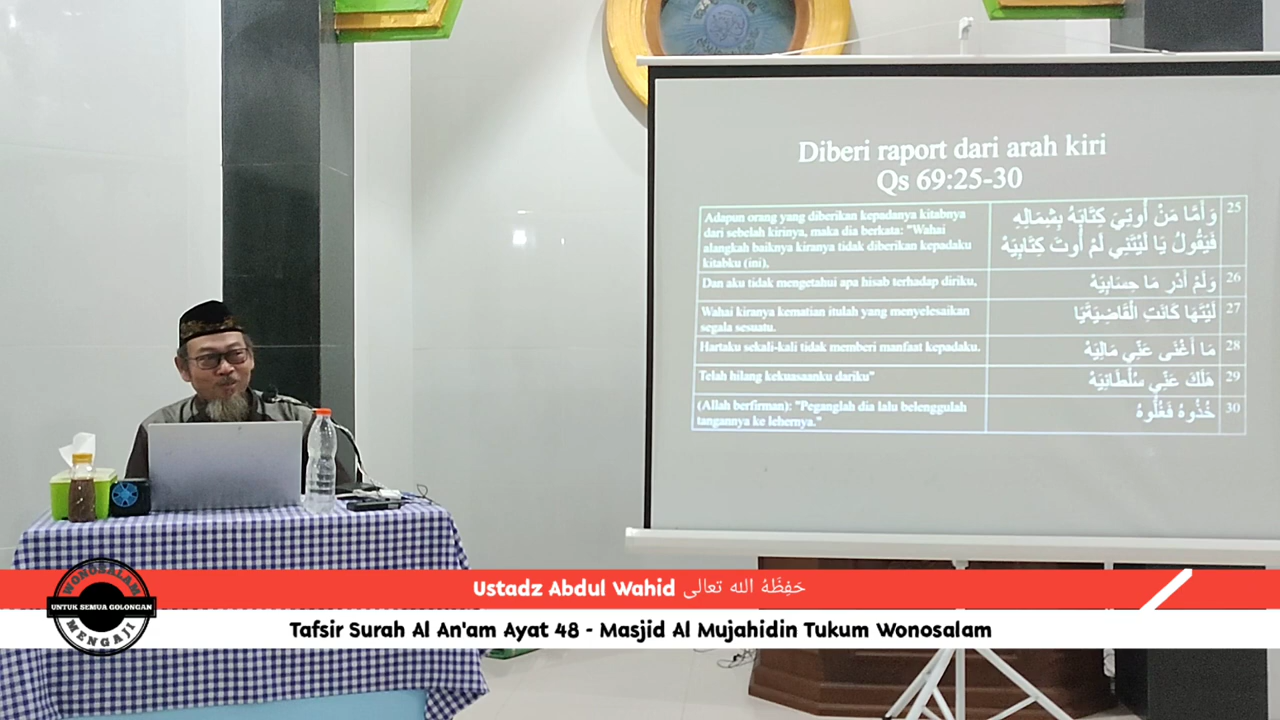 Diberi raport dari arah kiri
Qs 69:25-30
Adapun orang yang diberikan kepadanya kitabnya
dari sebelah kirinya, maka dia berkata: "Wahai
alangkah baiknya kiranya tidak diberikan kepadaku
kitabku (ini),
وَأَمَّا مَنْ أُوتِيَ كِتَابَهُ بِشِمَالِهِ
فَيَقُولُ يَا لَيْتَنِي لَمْ أُوتَ كِتَابِيَهْ
25
Dan aku tidak mengetahui apa hisab terhadap diriku,
وَلَمْ أَدْرِ مَا حِسَابِيَهْ
26
Wahai kiranya kematian itulah yang menyelesaikan
segala sesuatu.
لَيْتَهَا كَانَتِ الْقَاضِيَةَيَا
27
Hartaku sekali-kali tidak memberi manfaat kepadaku.
مَا أَغْنَى عَنِّي مَالِيَهْ
28
Telah hilang kekuasaanku dariku"
هَلَكَ عَنِّي سُلْطَانِيَهْ
29
(Allah berfirman): "Peganglah dia lalu belenggulah
tangannya ke lehernya."
خُذُوهُ فَغُلُّوهُ
30
Ustadz Abdul Wahid حَفِظَهُ الله تعالى
WONOSALAM
UNTUK SEMUA GOLONGAN
MENGAJI
Tafsir Surah Al An'am Ayat 48 - Masjid Al Mujahidin Tukum Wonosalam